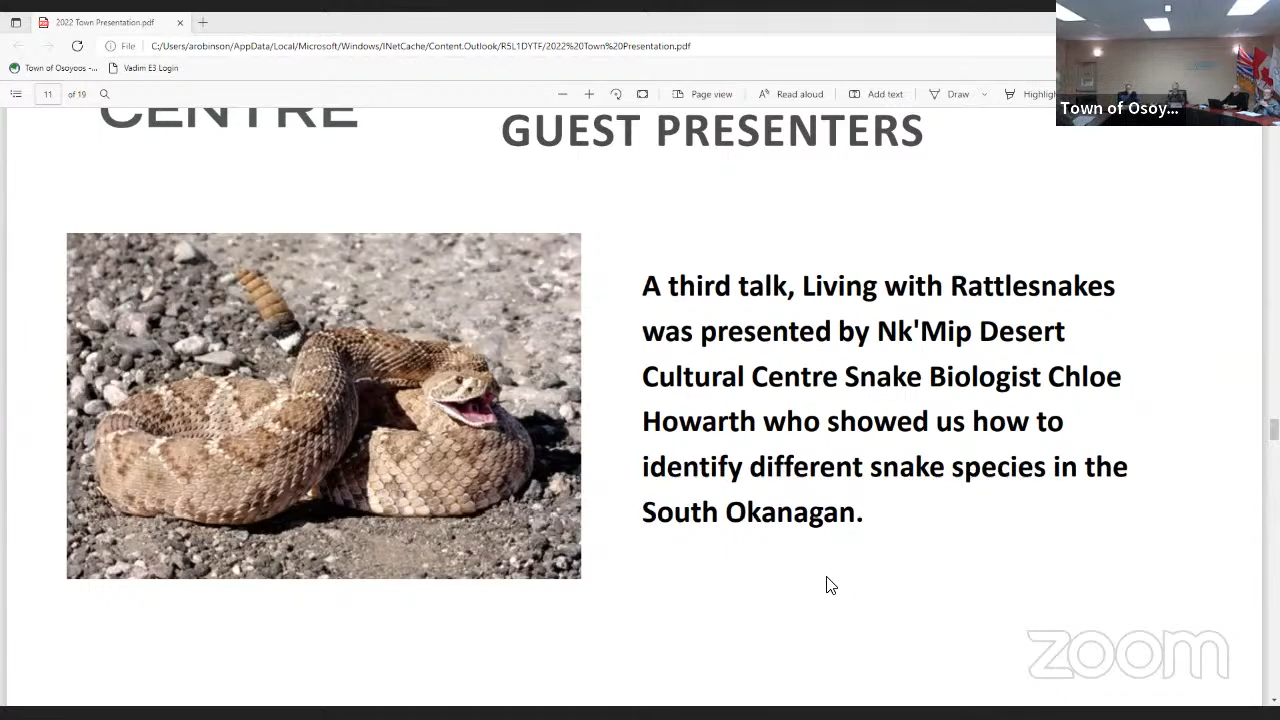 2022 Town Presentation.pdf
File
C:/Users/arobinson/AppData/Local/Microsoft/Windows/INetCache/Content.Outlook/R5L1DYTF/2022%20Town%20Presentation.pdf
Town of Osoyoos -...
Vadim E3 Login
11 of 19
Page view
Read aloud
Add text
Draw
Highligh
Town of Osoy...
CENTRE
GUEST PRESENTERS
A third talk, Living with Rattlesnakes
was presented by Nk'Mip Desert
Cultural Centre Snake Biologist Chloe
Howarth who showed us how to
identify different snake species in the
South Okanagan.
zoom